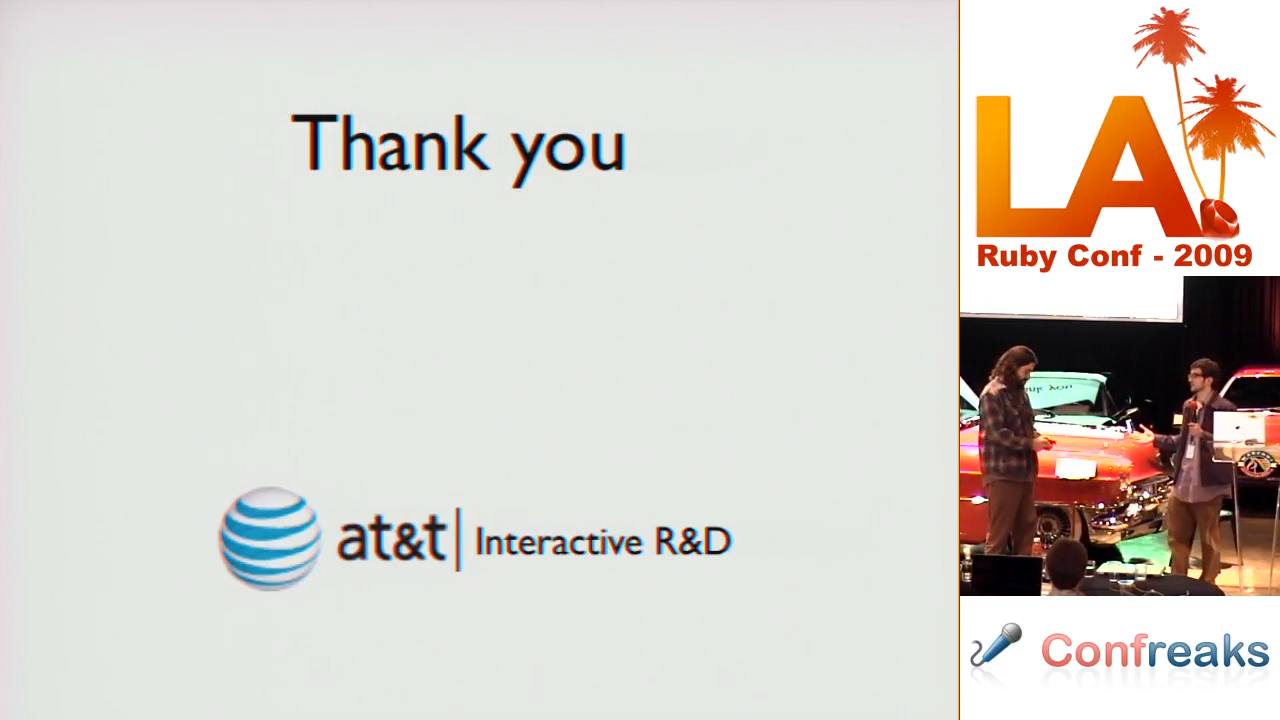 Thank you
at&t | Interactive R&D
LA
Ruby Conf - 2009
Confreaks